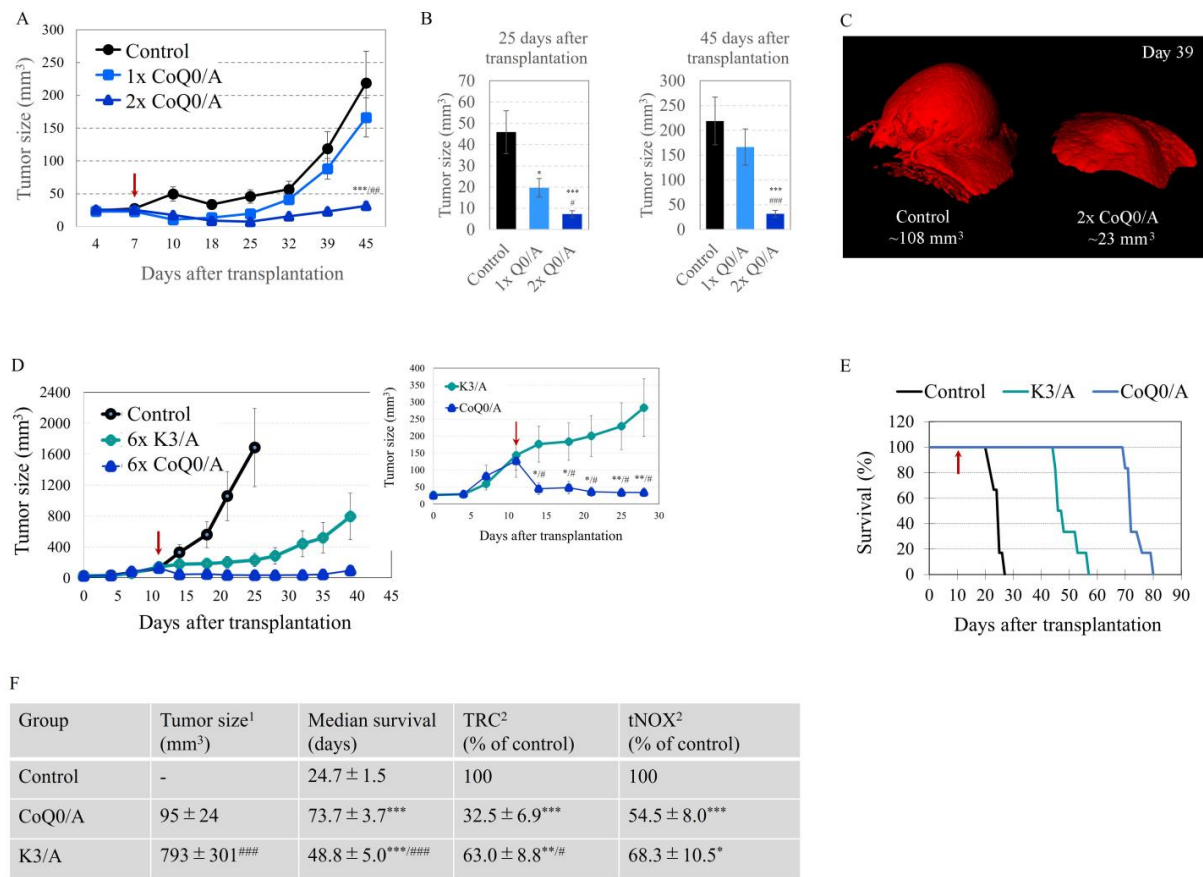 A
Tumor size (mm³)
300
250
200
150
100
50
0
Control
1x CoQ0/A
2x CoQ0/A
***/##
4 7 10 18 25 32 39 45
Days after transplantation
B
25 days after
transplantation
Tumor size (mm³)
70
60
50
40
30
20
10
0
*
***
#
Control
1x Q0/A
2x Q0/A
45 days after
transplantation
Tumor size (mm³)
300
250
200
150
100
50
0
***
###
Control
1x Q0/A
2x Q0/A
C
Day 39
Control
~108 mm³
2x CoQ0/A
~23 mm³
D
Tumor size (mm³)
2400
2000
1600
1200
800
400
0
Control
6x K3/A
6x CoQ0/A
0 5 10 15 20 25 30 35 40 45
Days after transplantation
Tumor size (mm³)
400
350
300
250
200
150
100
50
0
K3/A
CoQ0/A
*/# */# */# **/# **/#
0 5 10 15 20 25 30
Days after transplantation
E
Control K3/A CoQ0/A
Survival (%)
120
100
80
60
40
20
0
0 10 20 30 40 50 60 70 80 90
Days after transplantation
F
Group Tumor size¹ (mm³) Median survival (days) TRC² (% of control) tNOX² (% of control)
Control - 24.7 ± 1.5 100 100
CoQ0/A 95 ± 24 73.7 ± 3.7*** 32.5 ± 6.9*** 54.5 ± 8.0***
K3/A 793 ± 301### 48.8 ± 5.0***/### 63.0 ± 8.8**/# 68.3 ± 10.5*